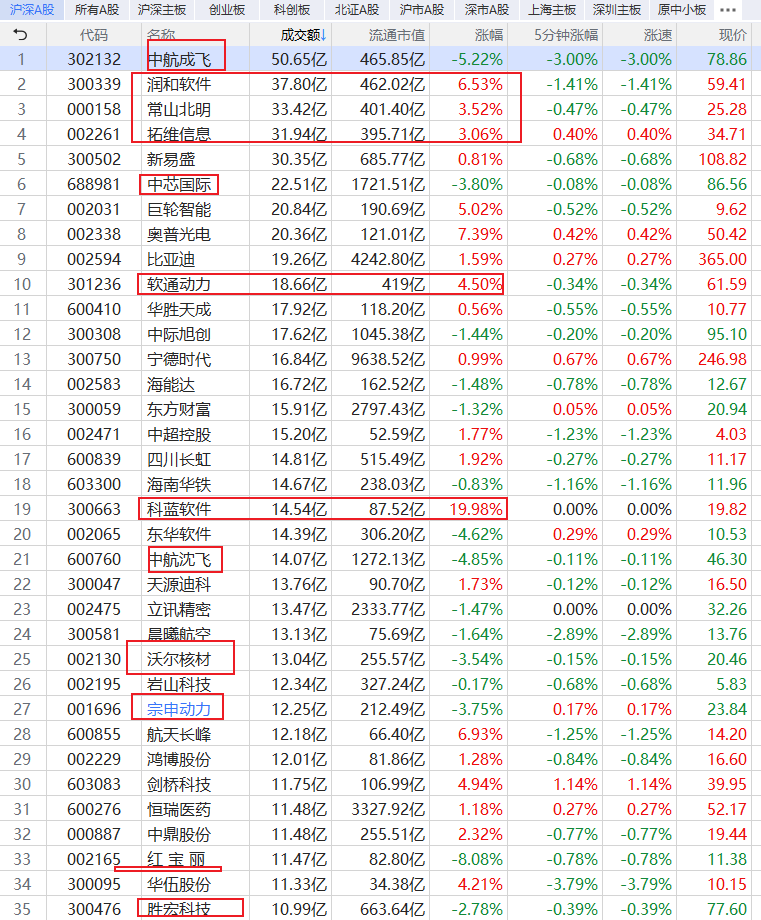 沪深A股 所有A股 沪深主板 创业板 科创板 北证A股 沪市A股 深市A股 上海主板 深圳主板 原中小板 •••
代码 名称 成交额↓ 流通市值 涨幅 5分钟涨幅 涨速 现价
1 302132 中航成飞 50.65亿 465.85亿 -5.22% -3.00% -3.00% 78.86
2 300339 润和软件 37.80亿 462.02亿 6.53% -1.41% -1.41% 59.41
3 000158 常山北明 33.42亿 401.40亿 3.52% -0.47% -0.47% 25.28
4 002261 拓维信息 31.94亿 395.71亿 3.06% 0.40% 0.40% 34.71
5 300502 新易盛 30.35亿 685.77亿 0.81% -0.68% -0.68% 108.82
6 688981 中芯国际 22.51亿 1721.51亿 -3.80% -0.08% -0.08% 86.56
7 002031 巨轮智能 20.84亿 190.69亿 5.02% -0.52% -0.52% 9.62
8 002338 奥普光电 20.36亿 121.01亿 7.39% 0.42% 0.42% 50.42
9 002594 比亚迪 19.26亿 4242.80亿 1.59% 0.27% 0.27% 365.00
10 301236 软通动力 18.66亿 419亿 4.50% -0.34% -0.34% 61.59
11 600410 华胜天成 17.92亿 118.20亿 0.56% -0.55% -0.55% 10.77
12 300308 中际旭创 17.62亿 1045.38亿 -1.44% -0.20% -0.20% 95.10
13 300750 宁德时代 16.84亿 9638.52亿 0.99% 0.67% 0.67% 246.98
14 002583 海能达 16.72亿 162.52亿 -1.48% -0.78% -0.78% 12.67
15 300059 东方财富 15.91亿 2797.43亿 -1.32% 0.05% 0.05% 20.94
16 002471 中超控股 15.20亿 52.59亿 1.77% -1.23% -1.23% 4.03
17 600839 四川长虹 14.81亿 515.49亿 1.92% -0.27% -0.27% 11.17
18 603300 海南华铁 14.67亿 238.03亿 -0.83% -1.16% -1.16% 11.96
19 300663 科蓝软件 14.54亿 87.52亿 19.98% 0.00% 0.00% 19.82
20 002065 东华软件 14.39亿 306.20亿 -4.62% 0.29% 0.29% 10.53
21 600760 中航沈飞 14.07亿 1272.13亿 -4.85% -0.11% -0.11% 46.30
22 300047 天源迪科 13.76亿 90.70亿 1.73% -0.12% -0.12% 16.50
23 002475 立讯精密 13.47亿 2333.77亿 -1.47% 0.00% 0.00% 32.26
24 300581 晨曦航空 13.13亿 75.69亿 -1.64% -2.89% -2.89% 13.76
25 002130 沃尔核材 13.04亿 255.57亿 -3.54% -0.15% -0.15% 20.46
26 002195 岩山科技 12.34亿 327.24亿 -0.17% -0.68% -0.68% 5.83
27 001696 宗申动力 12.25亿 212.49亿 -3.75% 0.17% 0.17% 23.84
28 600855 航天长峰 12.18亿 66.40亿 6.93% -1.25% -1.25% 14.20
29 002229 鸿博股份 12.01亿 81.86亿 1.28% -0.84% -0.84% 16.60
30 603083 剑桥科技 11.75亿 106.99亿 4.94% 1.14% 1.14% 39.95
31 600276 恒瑞医药 11.48亿 3327.92亿 1.18% 0.27% 0.27% 52.17
32 000887 中鼎股份 11.48亿 255.51亿 2.32% -0.77% -0.77% 19.44
33 002165 红 宝 丽 11.47亿 82.80亿 -8.08% -0.78% -0.78% 11.38
34 300095 华伍股份 11.33亿 34.38亿 4.21% -3.79% -3.79% 10.15
35 300476 胜宏科技 10.99亿 663.64亿 -2.78% -0.39% -0.39% 77.60